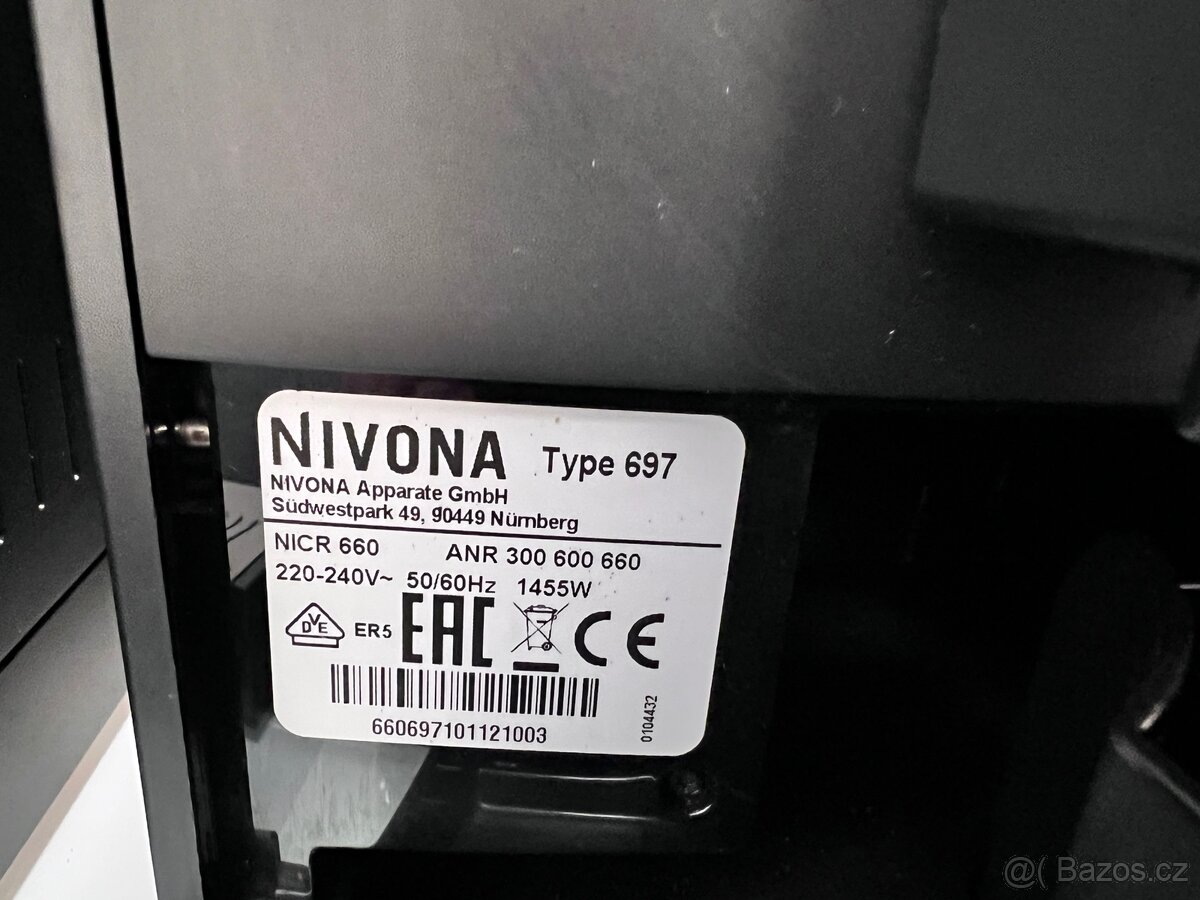 NIVONA Type 697
NIVONA Apparate GmbH
Südwestpark 49, 90449 Nürnberg
NICR 660 ANR 300 600 660
220-240V~ 50/60Hz 1455W
DVE ER5 EAC CE
660697101121003
0104432
@( Bazos.cz